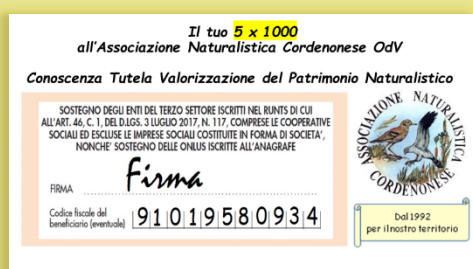 Il tuo 5 x 1000
all'Associazione Naturalistica Cordenonese OdV
Conoscenza Tutela Valorizzazione del Patrimonio Naturalistico
SOSTEGNO DEGLI ENTI DEL TERZO SETTORE ISCRITTI NEL RUNTS DI CUI
ALL'ART. 46, C. 1, DEL D.LGS. 3 LUGLIO 2017, N. 117, COMPRESE LE COOPERATIVE
SOCIALI ED ESCLUSE LE IMPRESE SOCIALI COSTITUITE IN FORMA DI SOCIETA',
NONCHE' SOSTEGNO DELLE ONLUS ISCRITTE ALL'ANAGRAFE
FIRMA Firma
Codice fiscale del
beneficiario (eventuale) 91019580934
ASSOCIAZIONE NATURALISTICA
CORDENONESE
Dal 1992
per il nostro territorio